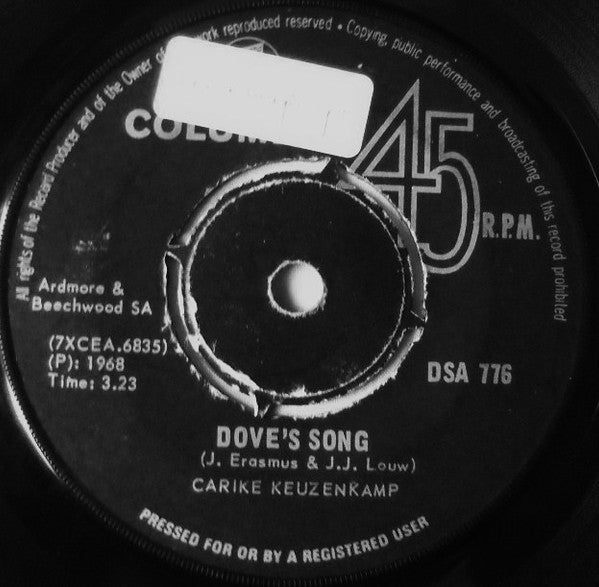 All rights of the Record Producer and of the Owner of work reproduced reserved • Copying, public performance and broadcasting of this record prohibited
45
R.P.M.
Ardmore &
Beechwood SA
(7XCEA.6835)
(P): 1968
Time: 3.23
DSA 776
DOVE'S SONG
(J. Erasmus & J.J. Louw)
CARIKE KEUZENKAMP
PRESSED FOR OR BY A REGISTERED USER